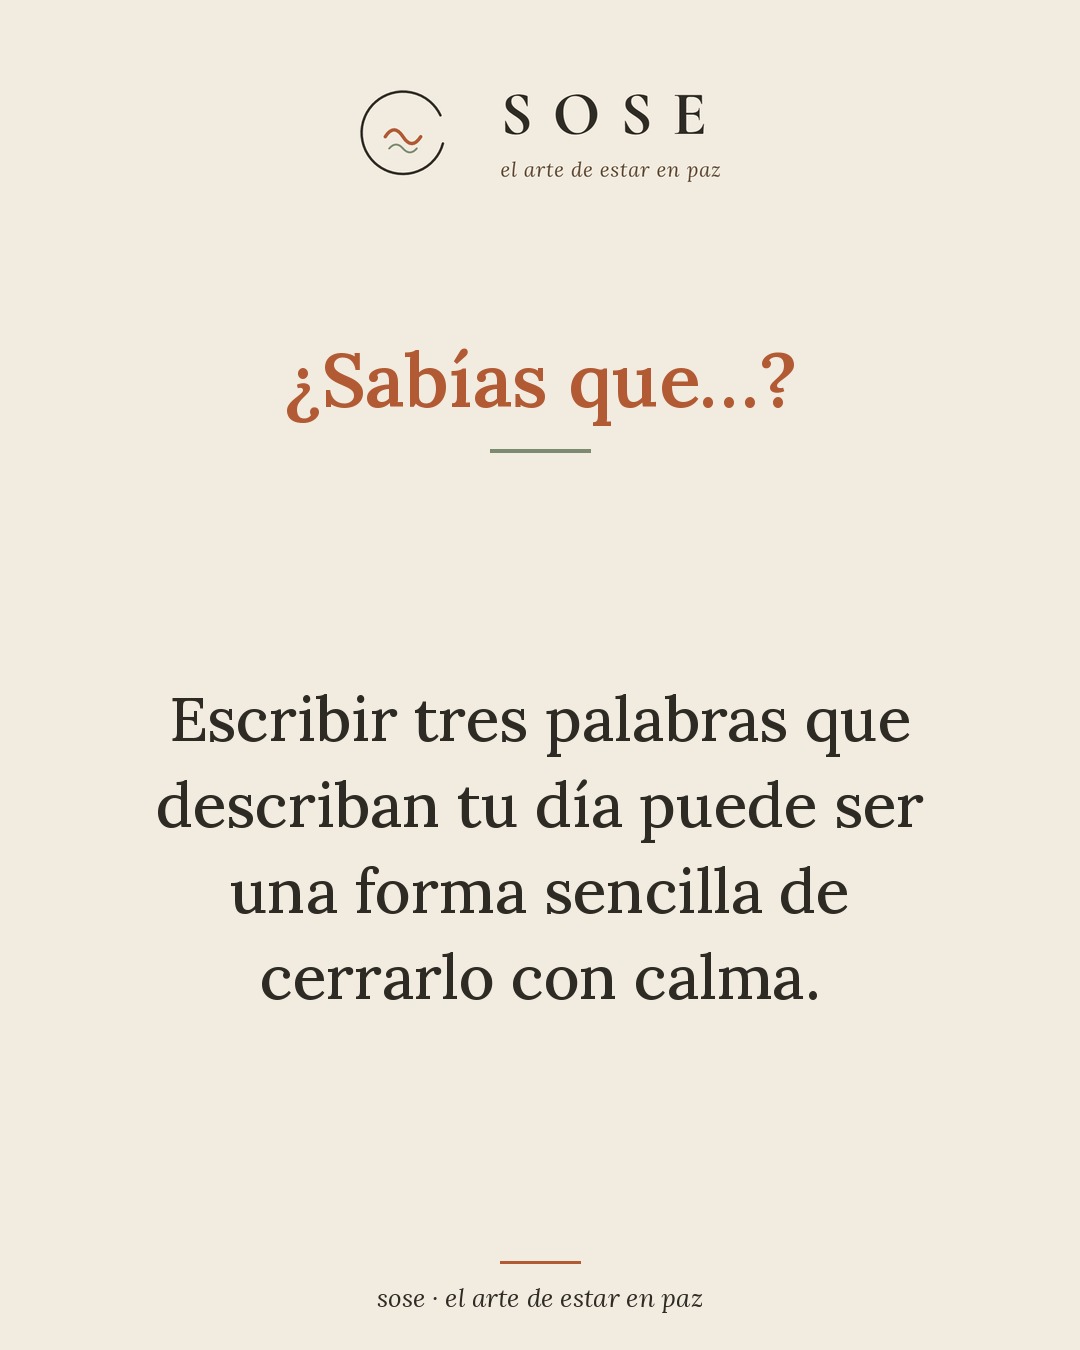 SOSE
el arte de estar en paz
¿Sabías que...?
Escribir tres palabras que
describan tu día puede ser
una forma sencilla de
cerrarlo con calma.
sose · el arte de estar en paz